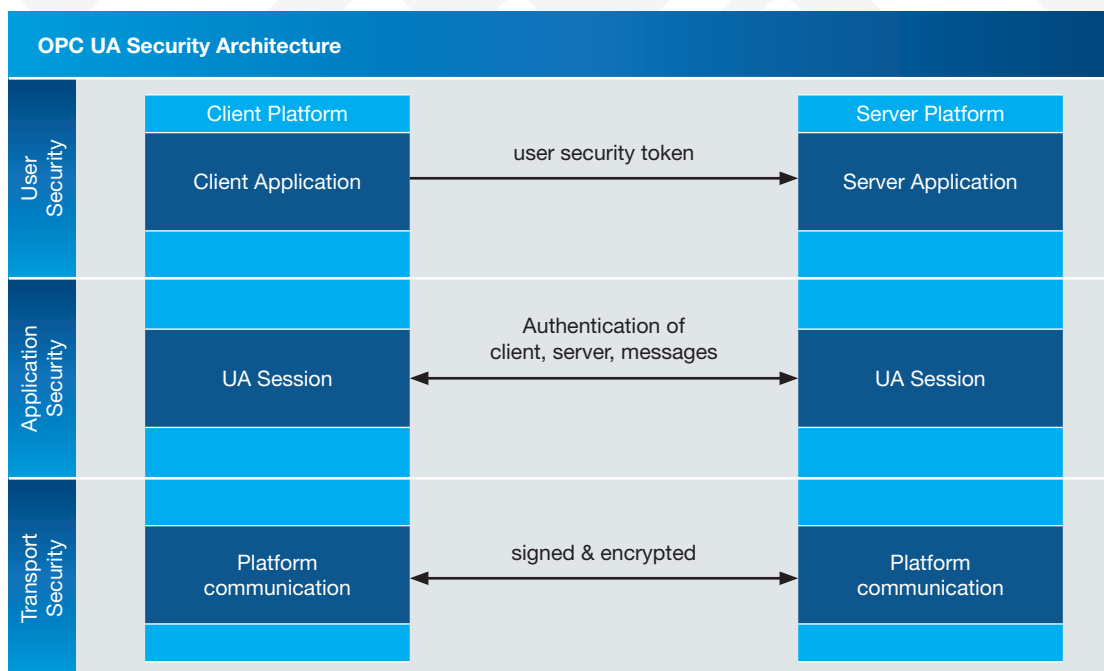 OPC UA Security Architecture
User
Security
Client Platform
Server Platform
Client Application
user security token
Server Application
Application
Security
UA Session
Authentication of
client, server, messages
UA Session
Transport
Security
Platform
communication
signed & encrypted
Platform
communication